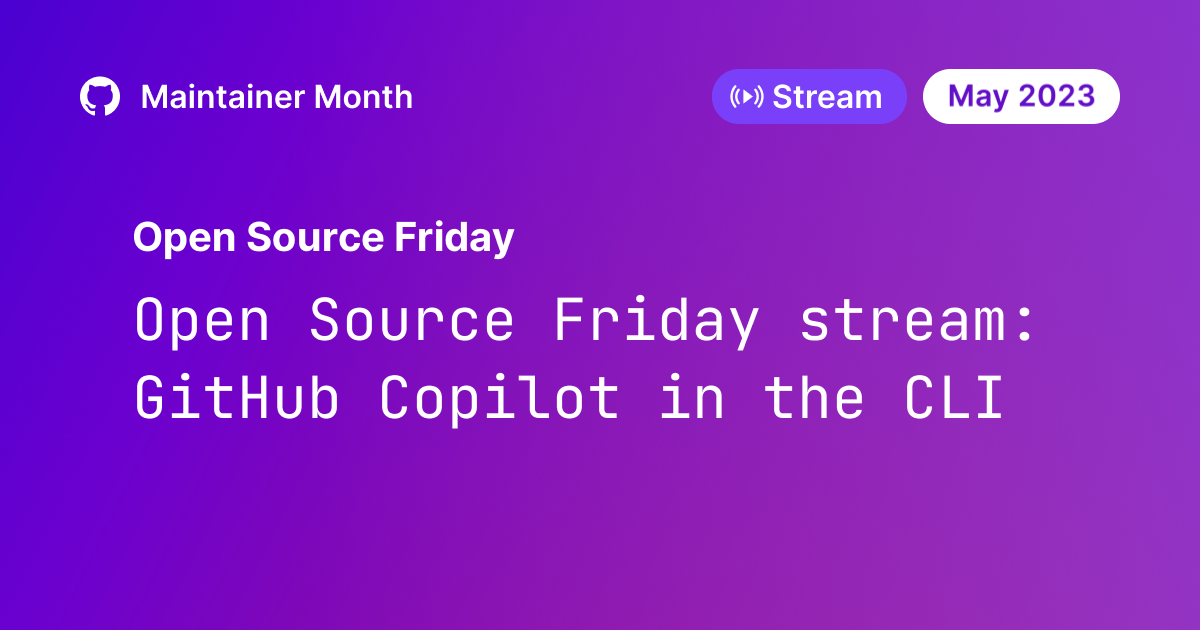 Maintainer Month
Stream
May 2023
Open Source Friday
Open Source Friday stream:
GitHub Copilot in the CLI